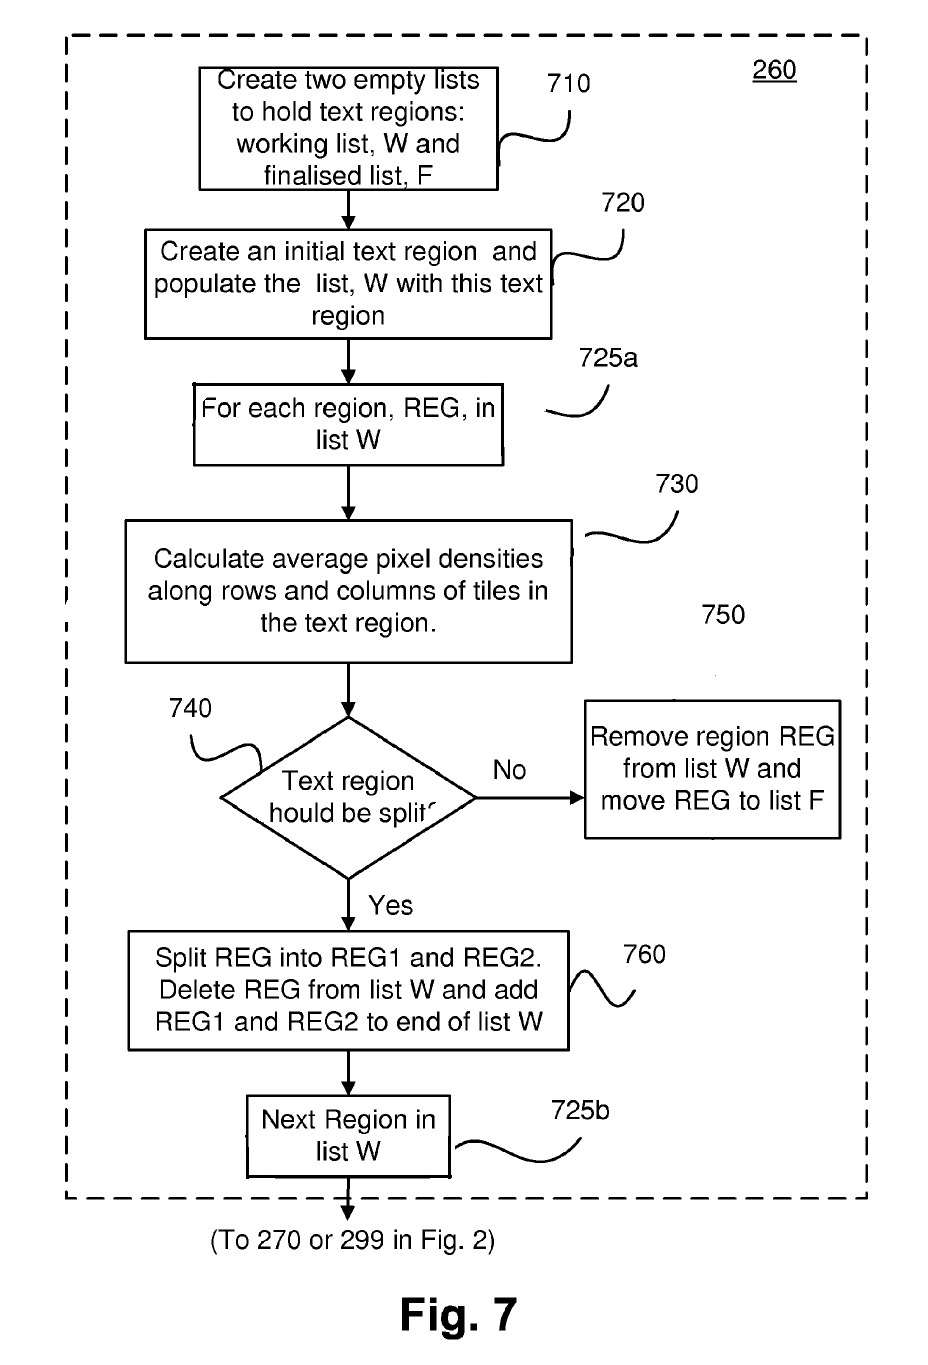 260
Create two empty lists
to hold text regions:
working list, W and
finalised list, F
710
720
Create an initial text region and
populate the list, W with this text
region
725a
For each region, REG, in
list W
730
Calculate average pixel densities
along rows and columns of tiles in
the text region.
750
740
Text region
hould be split
No
Remove region REG
from list W and
move REG to list F
Yes
Split REG into REG1 and REG2.
Delete REG from list W and add
REG1 and REG2 to end of list W
760
Next Region in
list W
725b
(To 270 or 299 in Fig. 2)
Fig. 7